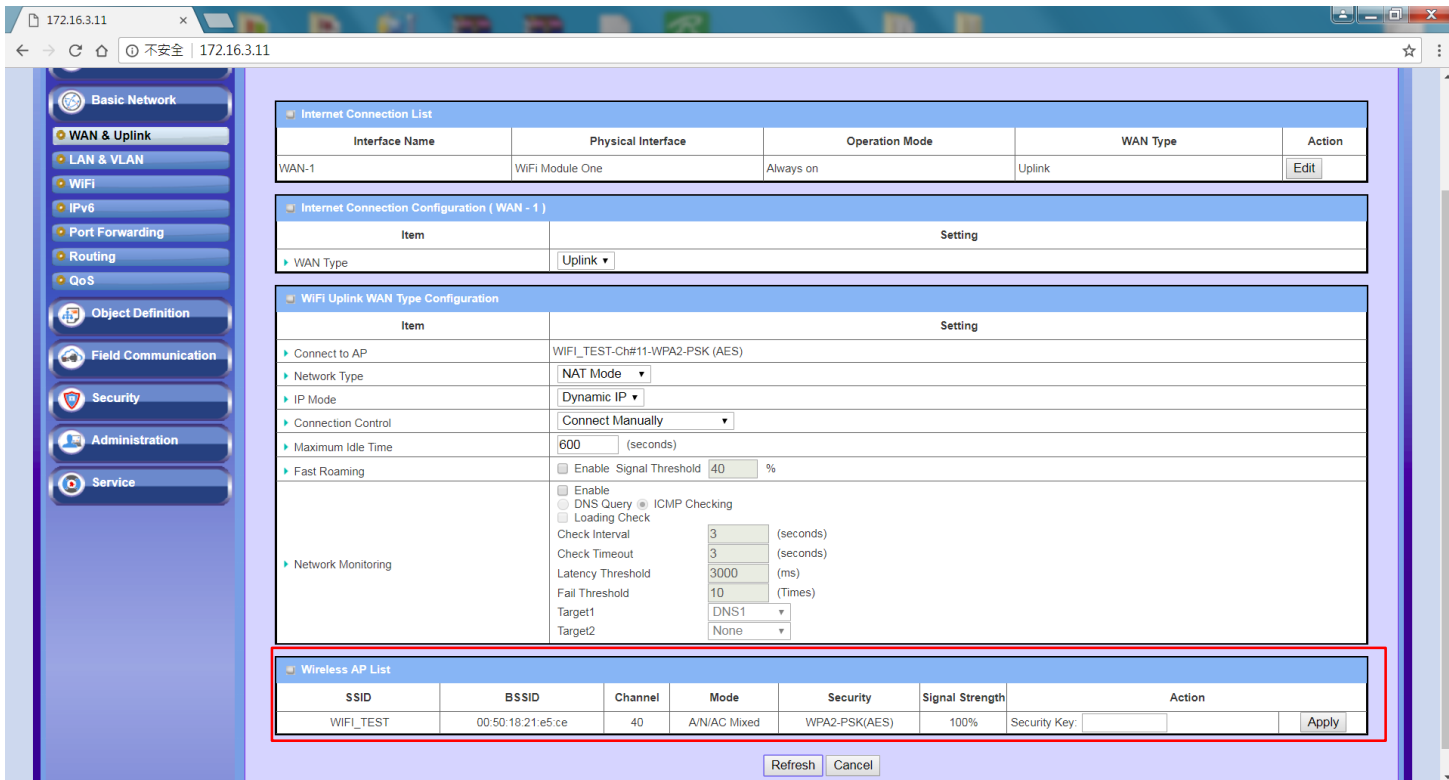 172.16.3.11 ×
不安全 | 172.16.3.11
Basic Network
WAN & Uplink
LAN & VLAN
WiFi
IPv6
Port Forwarding
Routing
QoS
Object Definition
Field Communication
Security
Administration
Service
Internet Connection List
Interface Name Physical Interface Operation Mode WAN Type Action
WAN-1 WiFi Module One Always on Uplink Edit
Internet Connection Configuration ( WAN - 1 )
Item Setting
WAN Type Uplink
WiFi Uplink WAN Type Configuration
Item Setting
Connect to AP WIFI_TEST-Ch#11-WPA2-PSK (AES)
Network Type NAT Mode
IP Mode Dynamic IP
Connection Control Connect Manually
Maximum Idle Time 600 (seconds)
Fast Roaming Enable Signal Threshold 40 %
Network Monitoring
Enable
DNS Query ICMP Checking
Loading Check
Check Interval 3 (seconds)
Check Timeout 3 (seconds)
Latency Threshold 3000 (ms)
Fail Threshold 10 (Times)
Target1 DNS1
Target2 None
Wireless AP List
SSID BSSID Channel Mode Security Signal Strength Action
WIFI_TEST 00:50:18:21:e5:ce 40 A/N/AC Mixed WPA2-PSK(AES) 100% Security Key: Apply
Refresh Cancel